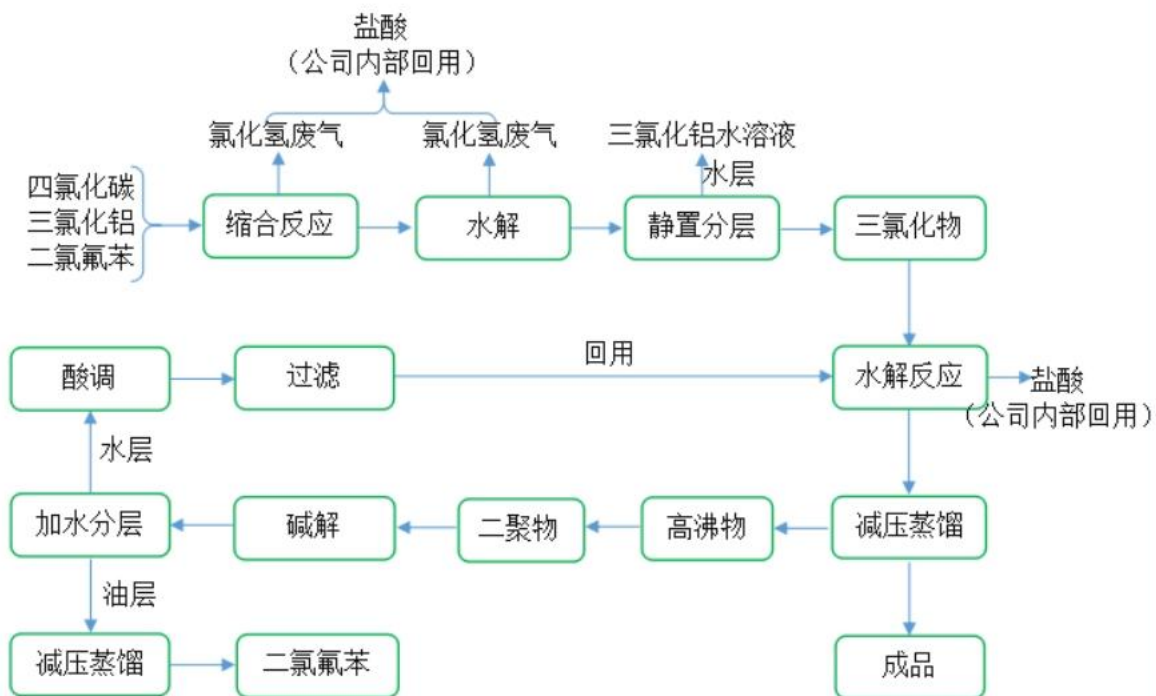 盐酸
（公司内部回用）
氯化氢废气
氯化氢废气
三氯化铝水溶液
水层
四氯化碳
三氯化铝
二氯氟苯
缩合反应
水解
静置分层
三氯化物
酸调
过滤
回用
水解反应
盐酸
（公司内部回用）
水层
加水分层
碱解
二聚物
高沸物
减压蒸馏
油层
减压蒸馏
二氯氟苯
成品